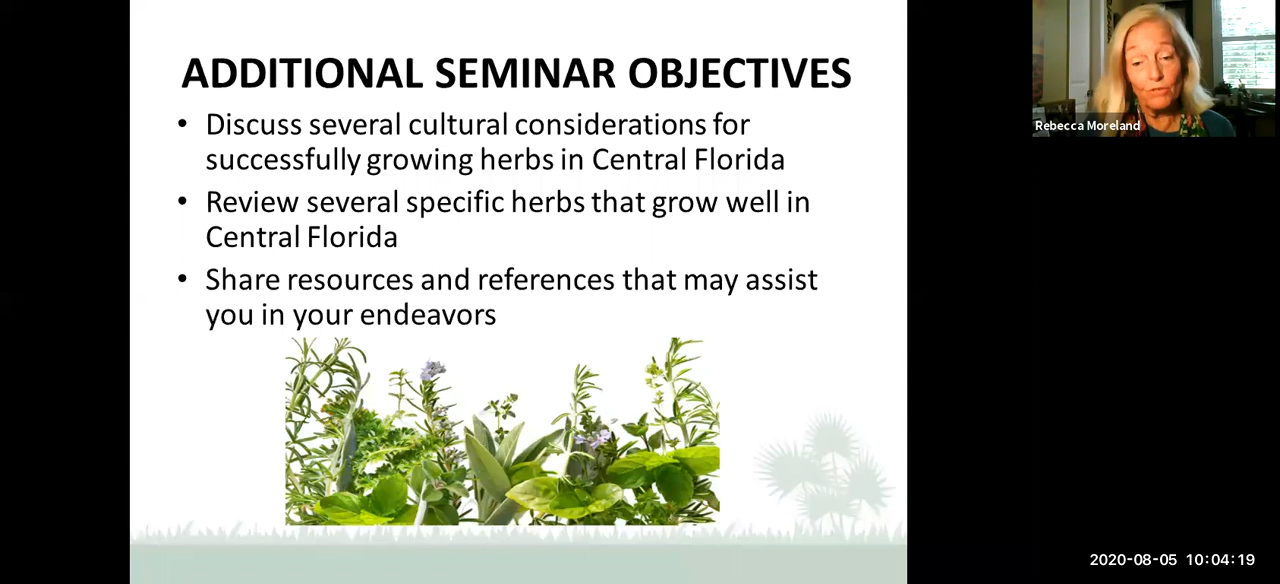 ADDITIONAL SEMINAR OBJECTIVES
• Discuss several cultural considerations for
successfully growing herbs in Central Florida
• Review several specific herbs that grow well in
Central Florida
• Share resources and references that may assist
you in your endeavors
Rebecca Moreland
2020-08-05 10:04:19